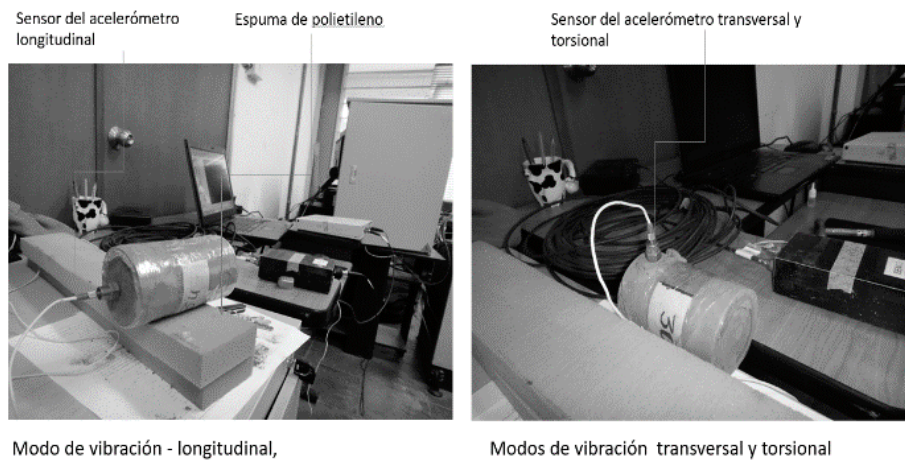 Sensor del acelerómetro
longitudinal
Espuma de polietileno
Sensor del acelerómetro transversal y
torsional
Modo de vibración - longitudinal,
Modos de vibración transversal y torsional